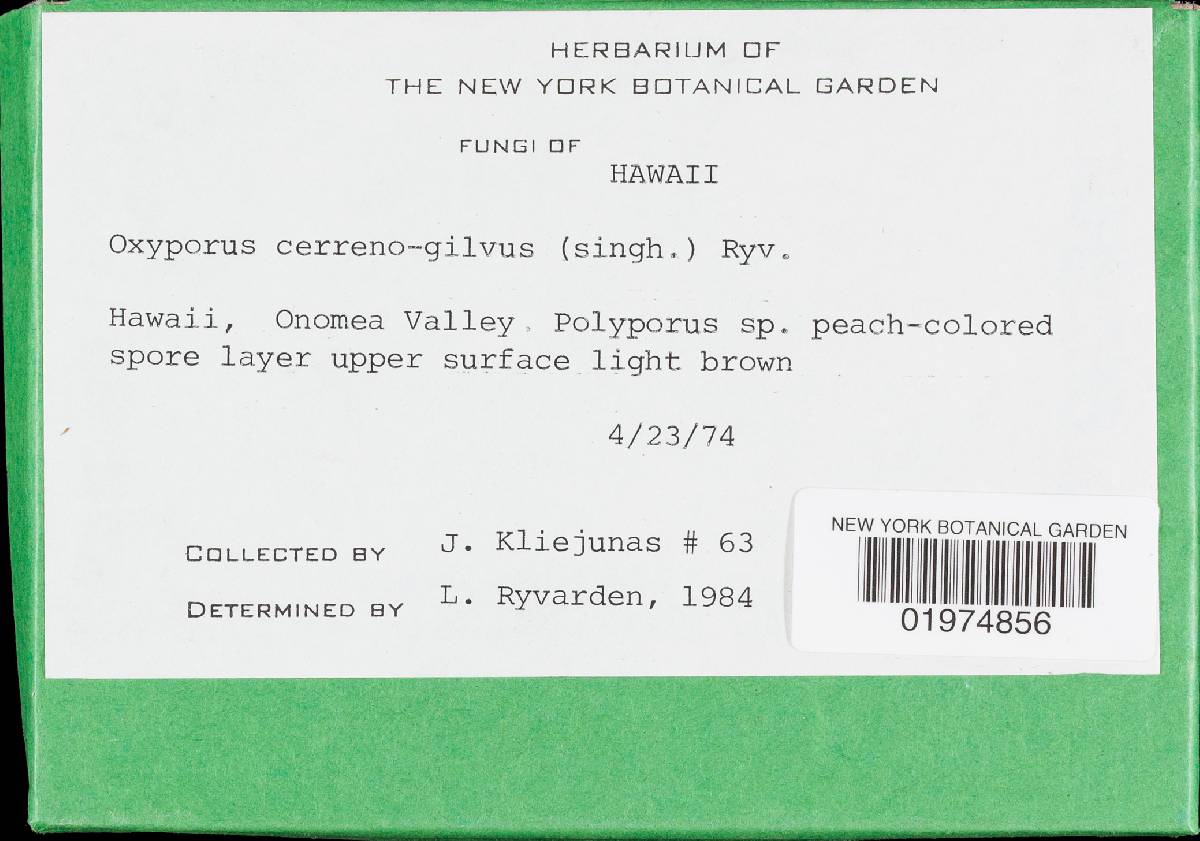 HERBARIUM OF
THE NEW YORK BOTANICAL GARDEN
FUNGI OF
HAWAII
Oxyporus cerreno-gilvus (singh.) Ryv.
Hawaii, Onomea Valley. Polyporus sp. peach-colored
spore layer upper surface light brown
4/23/74
COLLECTED BY J. Kliejunas # 63
DETERMINED BY L. Ryvarden, 1984
NEW YORK BOTANICAL GARDEN
01974856